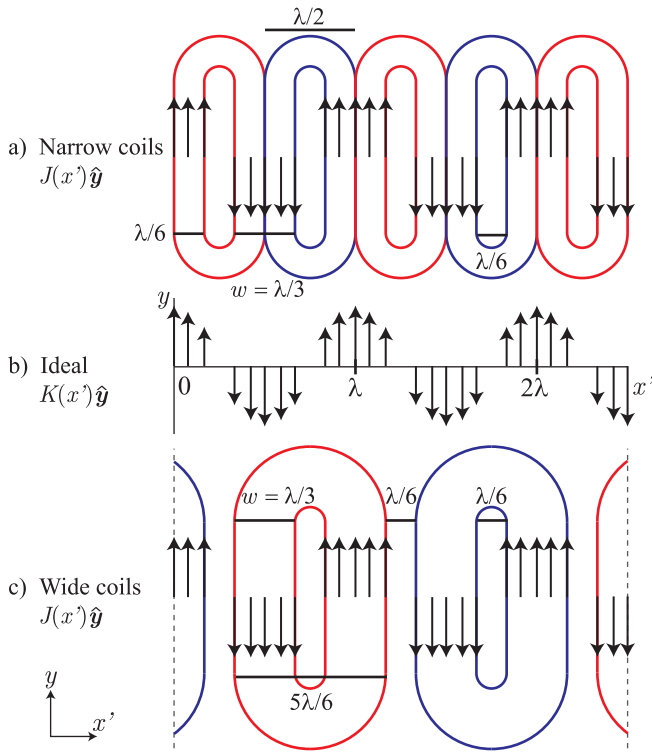 λ/2
a) Narrow coils
J(x')ŷ
λ/6
w = λ/3
λ/6
y
b) Ideal
K(x')ŷ
0
λ
2λ
x'
w = λ/3
λ/6
λ/6
c) Wide coils
J(x')ŷ
5λ/6
y
x'